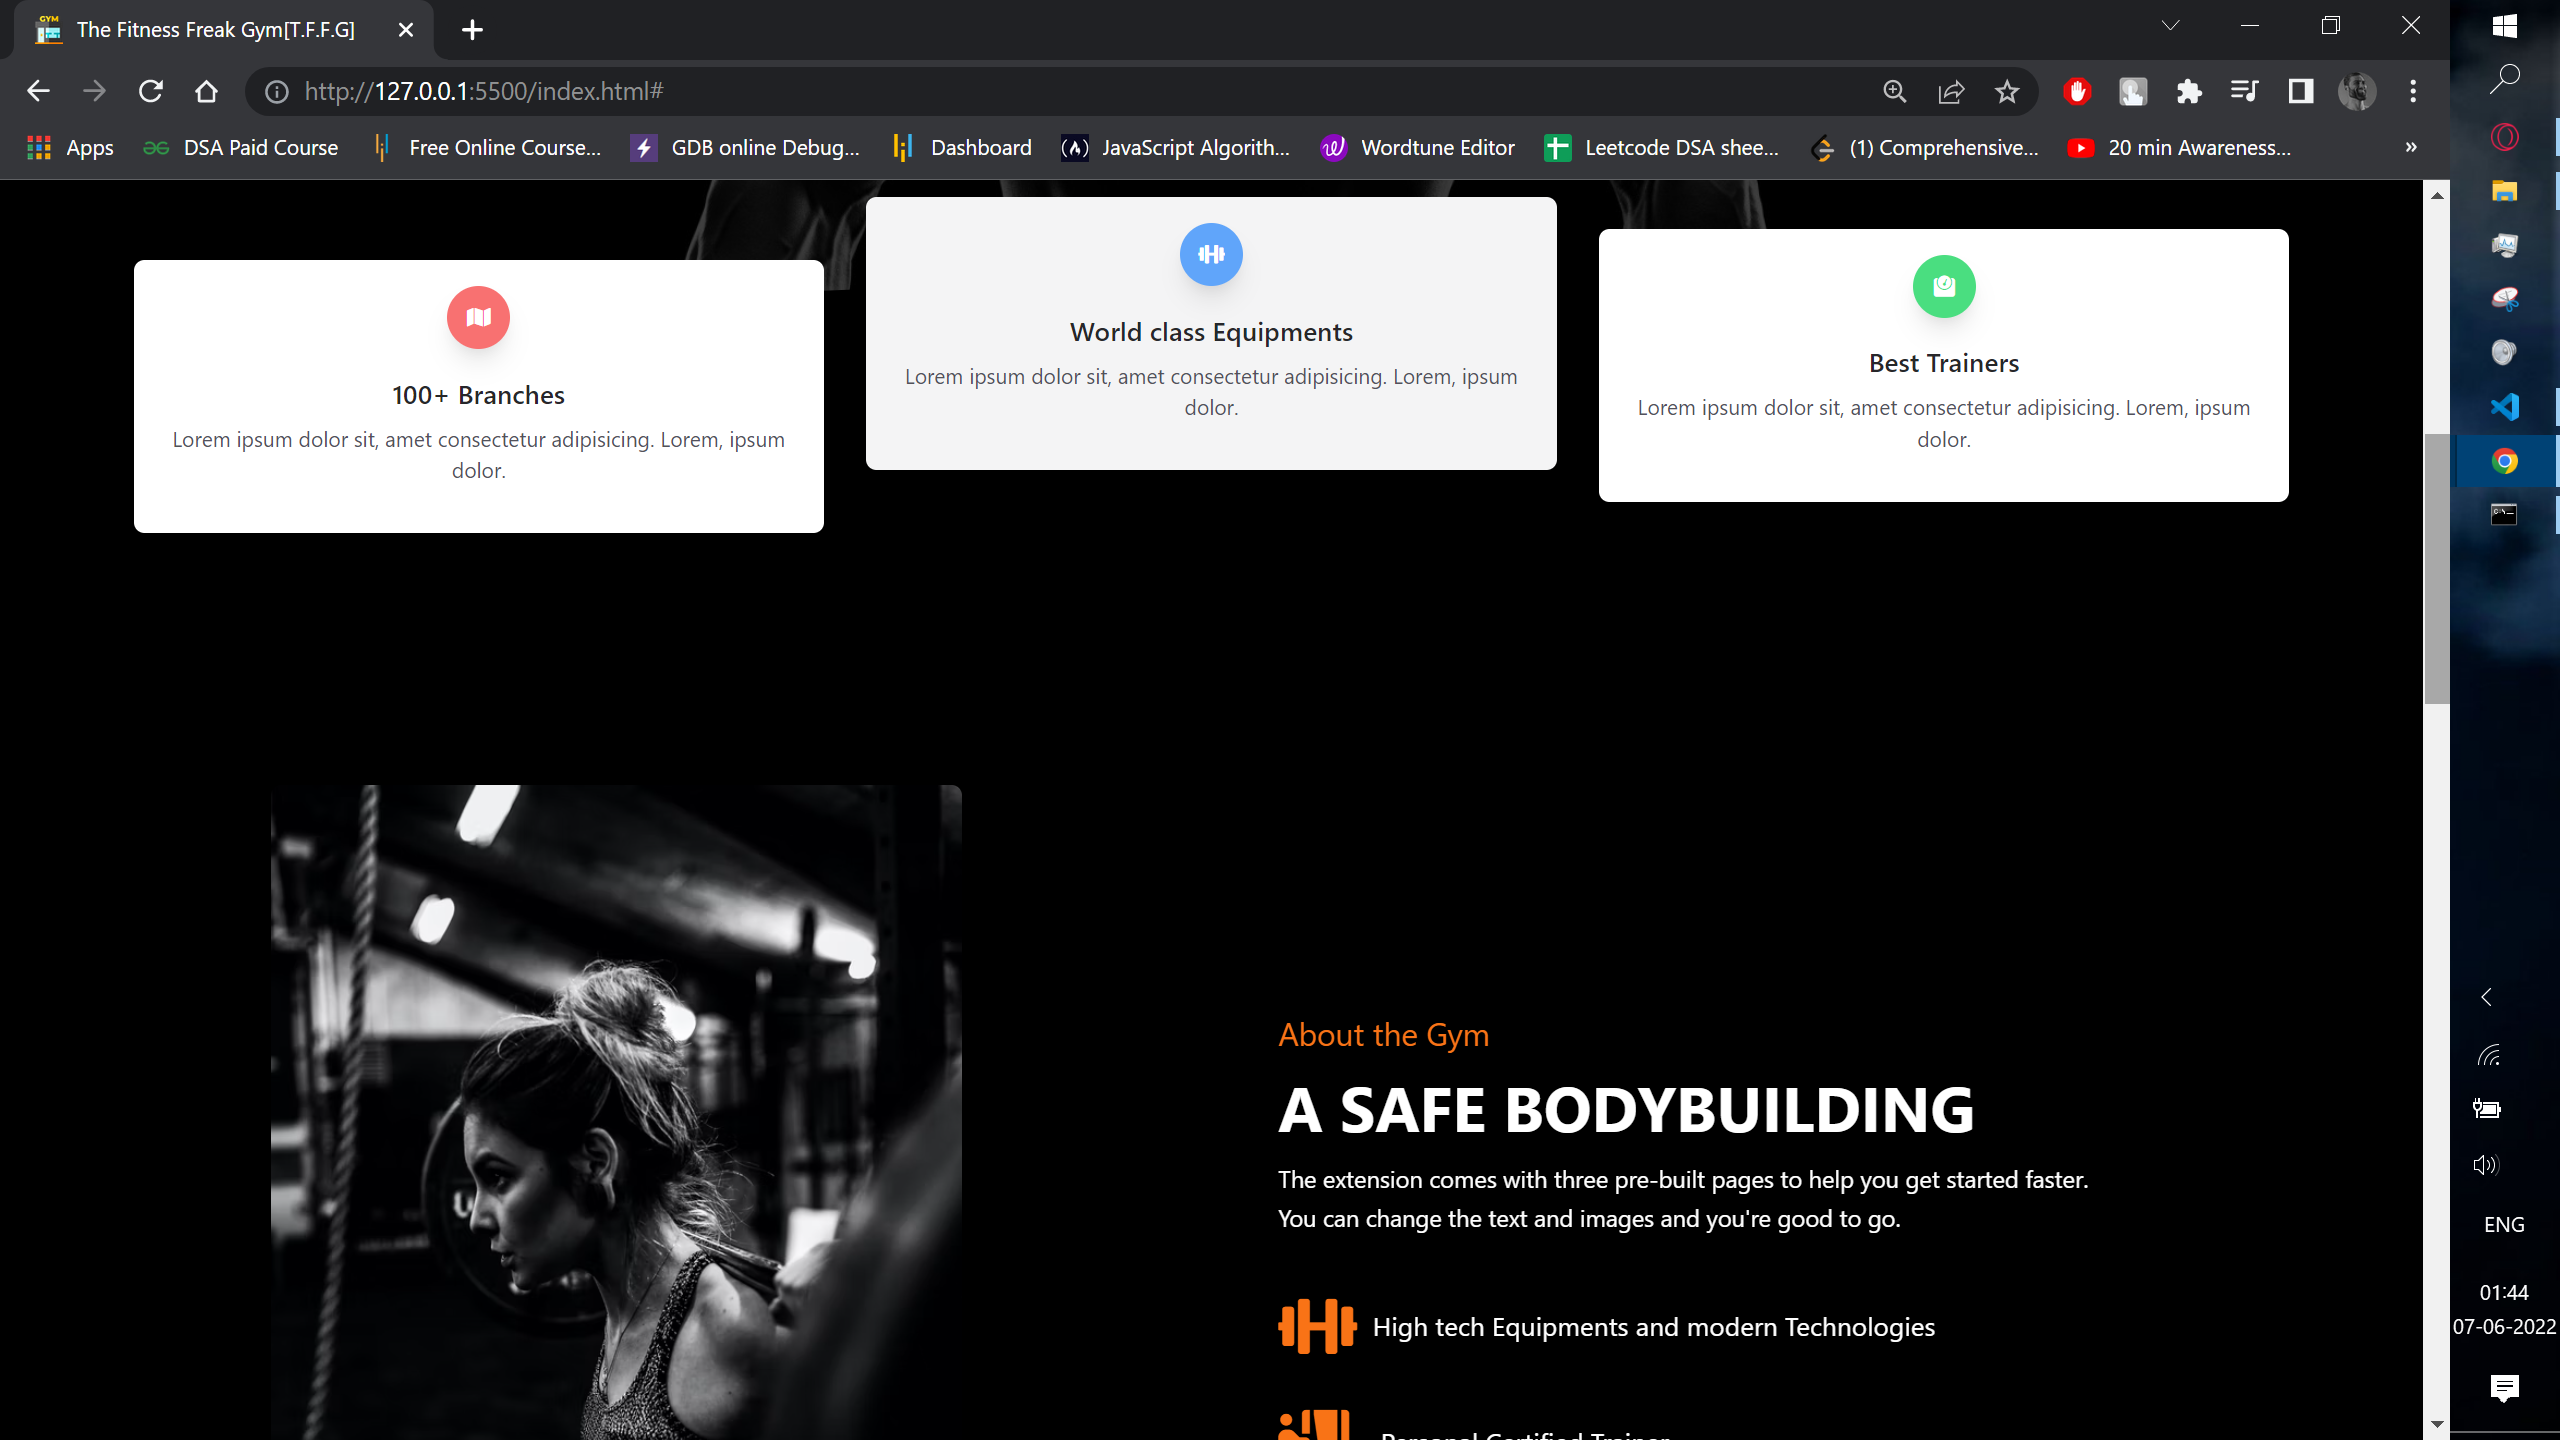 The Fitness Freak Gym[T.F.F.G]
http://127.0.0.1:5500/index.html#
Apps
DSA Paid Course
Free Online Course...
GDB online Debug...
Dashboard
JavaScript Algorith...
Wordtune Editor
Leetcode DSA shee...
(1) Comprehensive...
20 min Awareness...
»
100+ Branches
Lorem ipsum dolor sit, amet consectetur adipisicing. Lorem, ipsum
dolor.
World class Equipments
Lorem ipsum dolor sit, amet consectetur adipisicing. Lorem, ipsum
dolor.
Best Trainers
Lorem ipsum dolor sit, amet consectetur adipisicing. Lorem, ipsum
dolor.
About the Gym
A SAFE BODYBUILDING
The extension comes with three pre-built pages to help you get started faster.
You can change the text and images and you're good to go.
High tech Equipments and modern Technologies
Personal Certified Trainer
ENG
01:44
07-06-2022